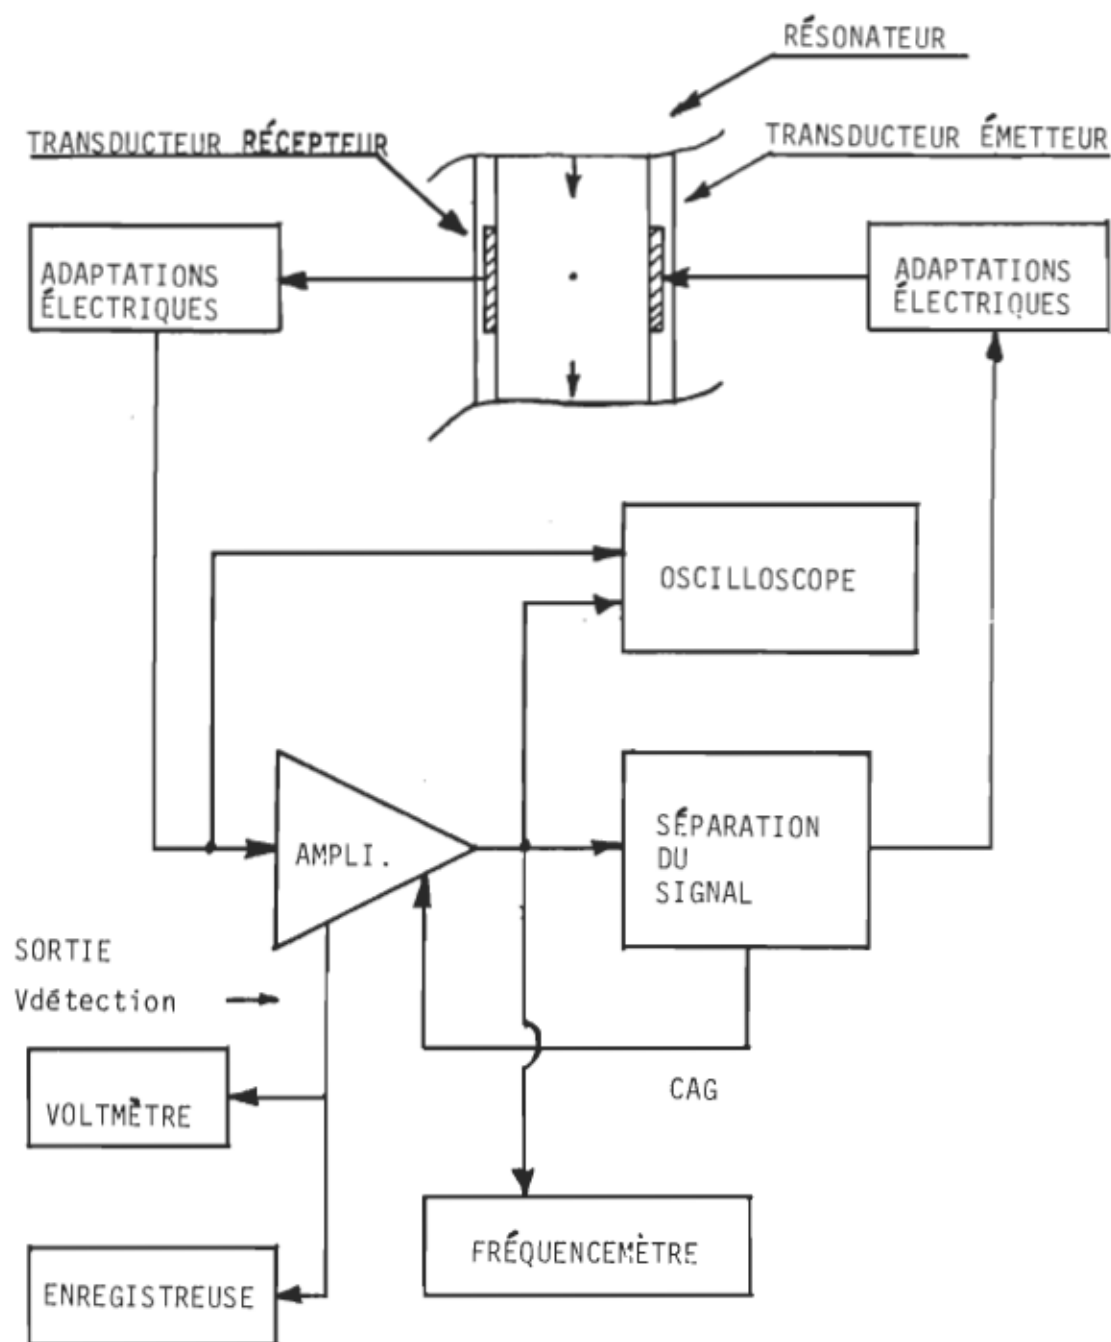 RÉSONATEUR
TRANSDUCTEUR RÉCEPTEUR
TRANSDUCTEUR ÉMETTEUR
ADAPTATIONS
ÉLECTRIQUES
ADAPTATIONS
ÉLECTRIQUES
OSCILLOSCOPE
AMPLI.
SÉPARATION
DU
SIGNAL
SORTIE
Vdétection
CAG
VOLTMÈTRE
FRÉQUENCEMÈTRE
ENREGISTREUSE